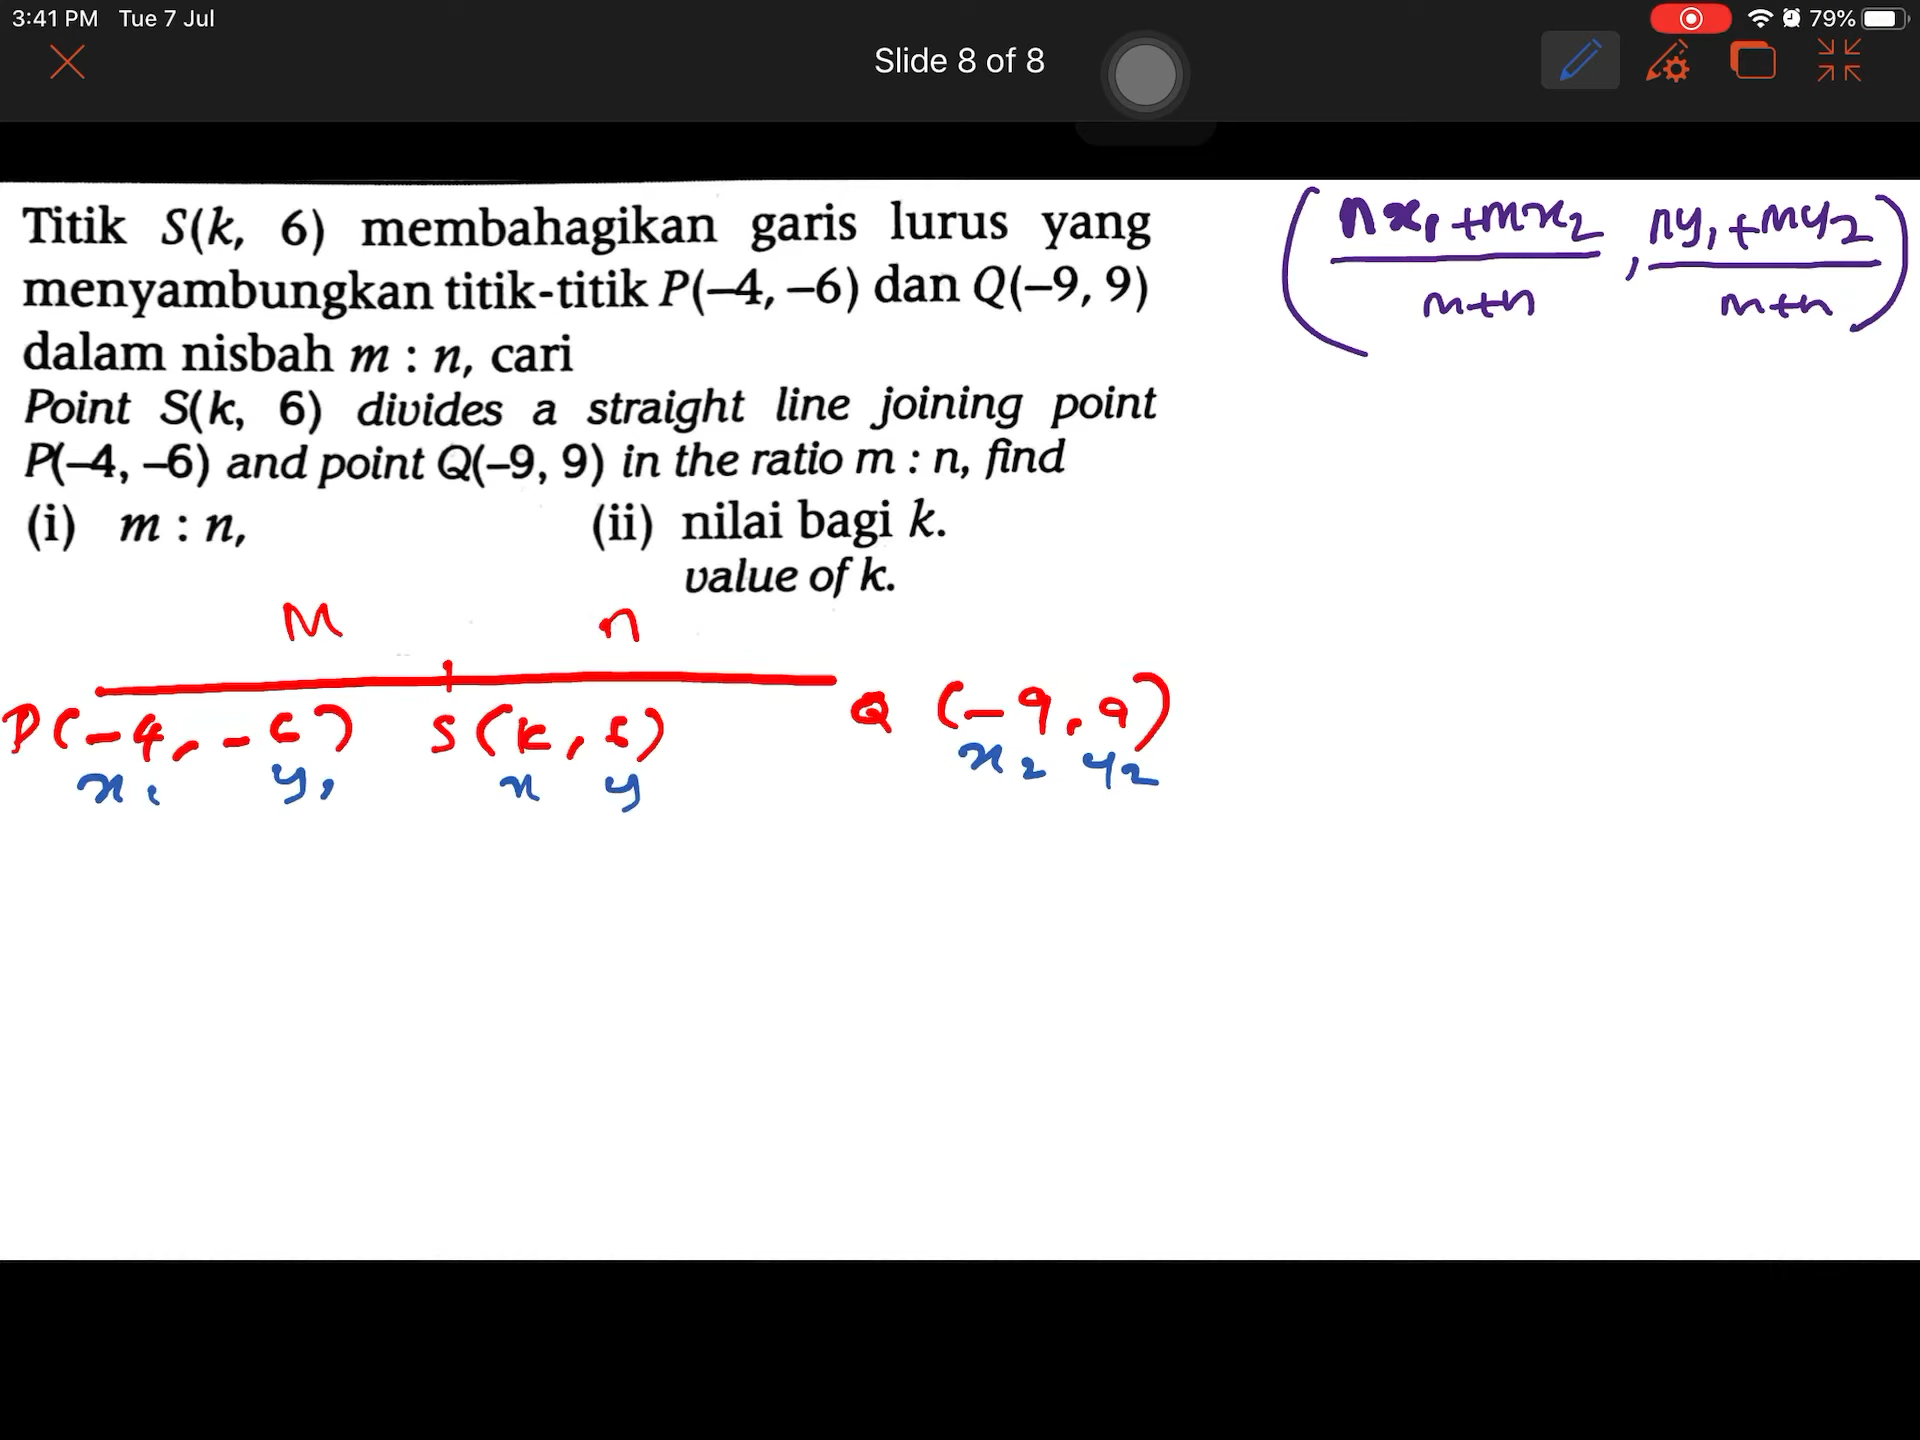 3:41 PM Tue 7 Jul
79%
Slide 8 of 8
Titik S(k, 6) membahagikan garis lurus yang
menyambungkan titik-titik P(–4, –6) dan Q(–9, 9)
dalam nisbah m : n, cari
Point S(k, 6) divides a straight line joining point
P(–4, –6) and point Q(–9, 9) in the ratio m : n, find
(i) m : n, (ii) nilai bagi k.
value of k.
(nx₁+mx₂ / m+n , ny₁+my₂ / m+n)
M n
P(-4, -6) S(k, 6) Q (-9, 9)
x₁ y₁ x y x₂ y₂